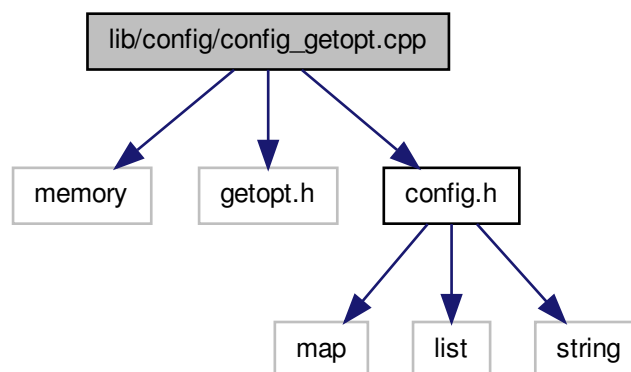 lib/config/config_getopt.cpp
memory
getopt.h
config.h
map
list
string